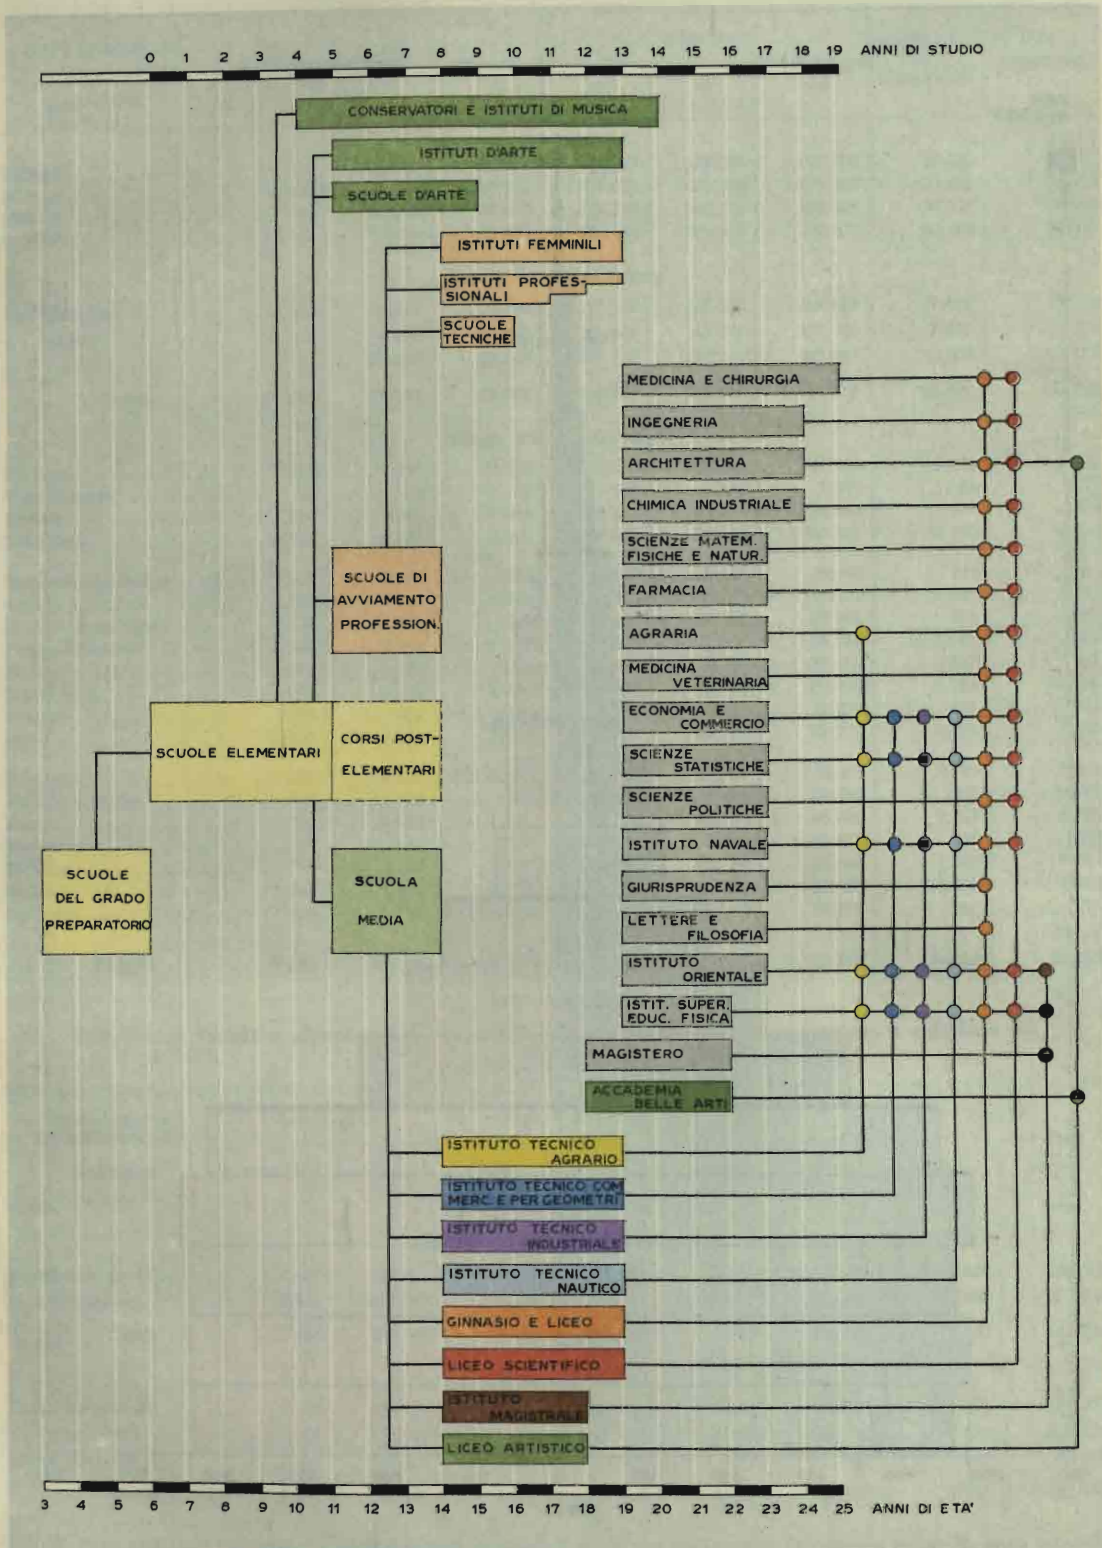 0 1 2 3 4 5 6 7 8 9 10 11 12 13 14 15 16 17 18 19 ANNI DI STUDIO
CONSERVATORI E ISTITUTI DI MUSICA
ISTITUTI D'ARTE
SCUOLE D'ARTE
ISTITUTI FEMMINILI
ISTITUTI PROFES-
SIONALI
SCUOLE
TECNICHE
MEDICINA E CHIRURGIA
INGEGNERIA
ARCHITETTURA
CHIMICA INDUSTRIALE
SCIENZE MATEM.
FISICHE E NATUR.
SCUOLE DI
AVVIAMENTO
PROFESSION.
FARMACIA
AGRARIA
MEDICINA
VETERINARIA
ECONOMIA E
COMMERCIO
SCUOLE ELEMENTARI
CORSI POST-
ELEMENTARI
SCIENZE
STATISTICHE
SCIENZE
POLITICHE
ISTITUTO NAVALE
SCUOLE
DEL GRADO
PREPARATORIO
SCUOLA
MEDIA
GIURISPRUDENZA
LETTERE E
FILOSOFIA
ISTITUTO
ORIENTALE
ISTIT. SUPER.
EDUC. FISICA
MAGISTERO
ACCADEMIA
BELLE ARTI
ISTITUTO TECNICO
AGRARIO
ISTITUTO TECNICO COM
MERC. E PER GEOMETRI
ISTITUTO TECNICO
INDUSTRIALE
ISTITUTO TECNICO
NAUTICO
GINNASIO E LICEO
LICEO SCIENTIFICO
ISTITUTO
MAGISTRALE
LICEO ARTISTICO
3 4 5 6 7 8 9 10 11 12 13 14 15 16 17 18 19 20 21 22 23 24 25 ANNI DI ETA'